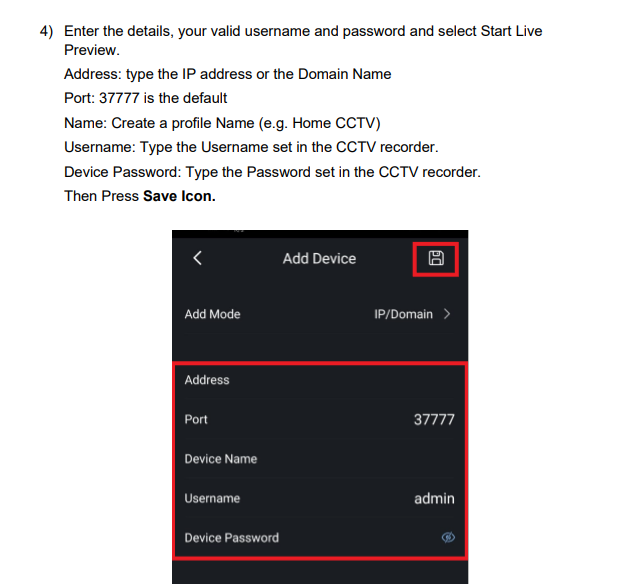 4) Enter the details, your valid username and password and select Start Live
Preview.
Address: type the IP address or the Domain Name
Port: 37777 is the default
Name: Create a profile Name (e.g. Home CCTV)
Username: Type the Username set in the CCTV recorder.
Device Password: Type the Password set in the CCTV recorder.
Then Press Save Icon.
Add Device
Add Mode IP/Domain >
Address
Port 37777
Device Name
Username admin
Device Password